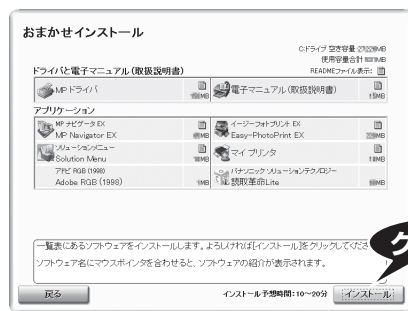 おまかせインストール
C:ドライブ 空き容量
使用容量合計
ドライバと電子マニュアル(取扱説明書)
READMEファイル表示:
MPドライバ
MB
電子マニュアル(取扱説明書)
MB
アプリケーション
MP ナビゲータ EX
MP Navigator EX
MB
イージーフォトプリント EX
Easy-PhotoPrint EX
MB
ソリューションメニュー
Solution Menu
MB
マイ プリンタ
MB
アドビ RGB (1998)
Adobe RGB (1998)
MB
パナソニック ソリューションテクノロジー
読取革命Lite
MB
一覧表にあるソフトウェアをインストールします。よろしければ[インストール]をクリックしてくださ
ソフトウェア名にマウスポインタを合わせると、ソフトウェアの紹介が表示されます。
ク
戻る
インストール予想時間:10~20分
インストール